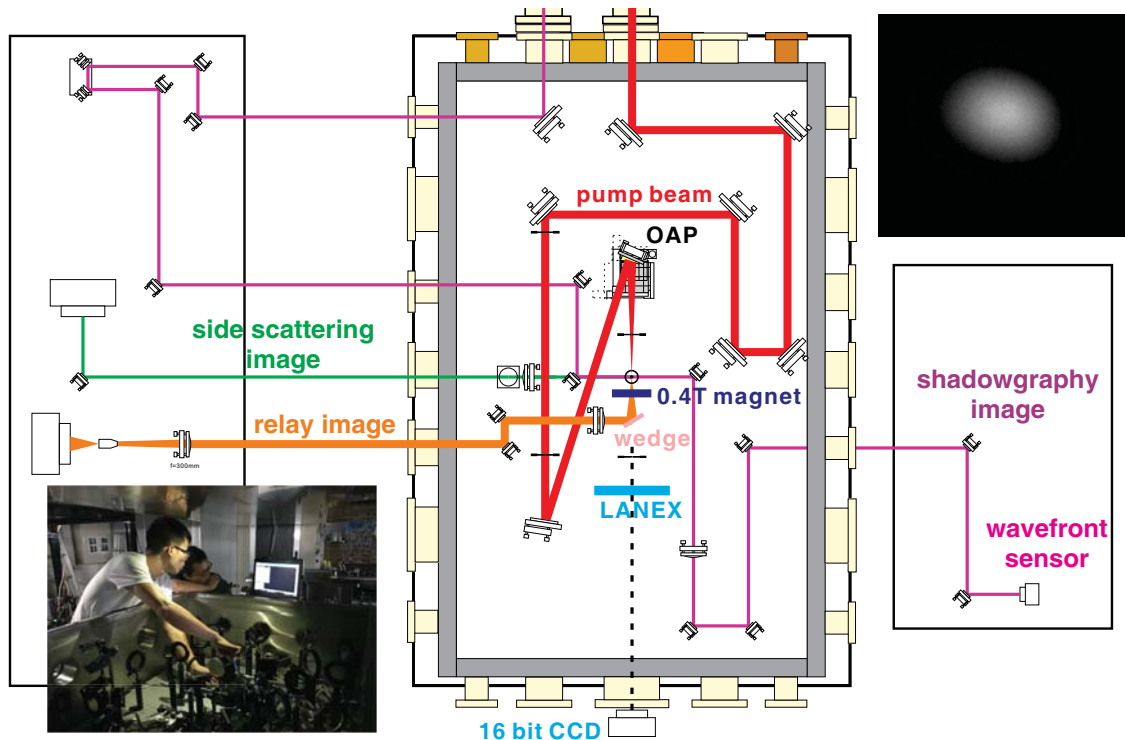 pump beam
OAP
side scattering
image
0.4T magnet
shadowgraphy
image
relay image
wedge
f=300mm
LANEX
wavefront
sensor
16 bit CCD